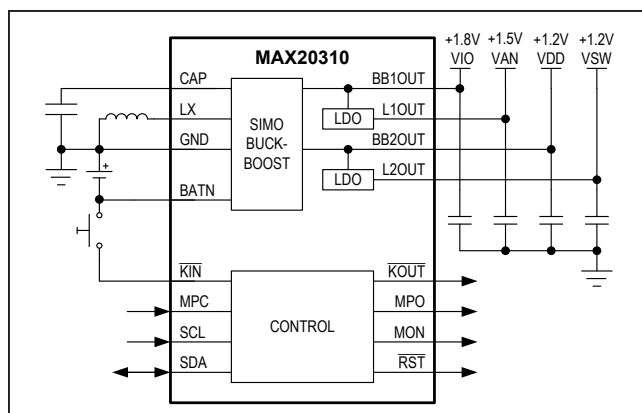 +1.8V +1.5V +1.2V +1.2V
VIO VAN VDD VSW
MAX20310
CAP
LX
GND
BATN
SIMO
BUCK-
BOOST
LDO
LDO
BB1OUT
L1OUT
BB2OUT
L2OUT
+
KIN
MPC
SCL
SDA
CONTROL
KOUT
MPO
MON
RST